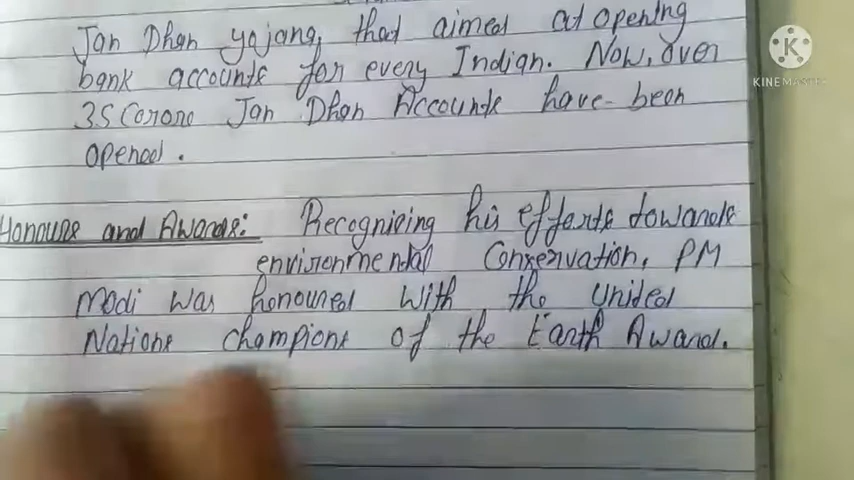 Jan Dhan yojana, that aimed at opening
bank accounts for every Indian. Now, over
35 Corore Jan Dhan Accounts have been
opened.
Honours and Awards: Recognising his efforts towards
environmental Conservation, PM
Modi was honoured with the United
Nations champions of the Earth Award.
KINEMASTER